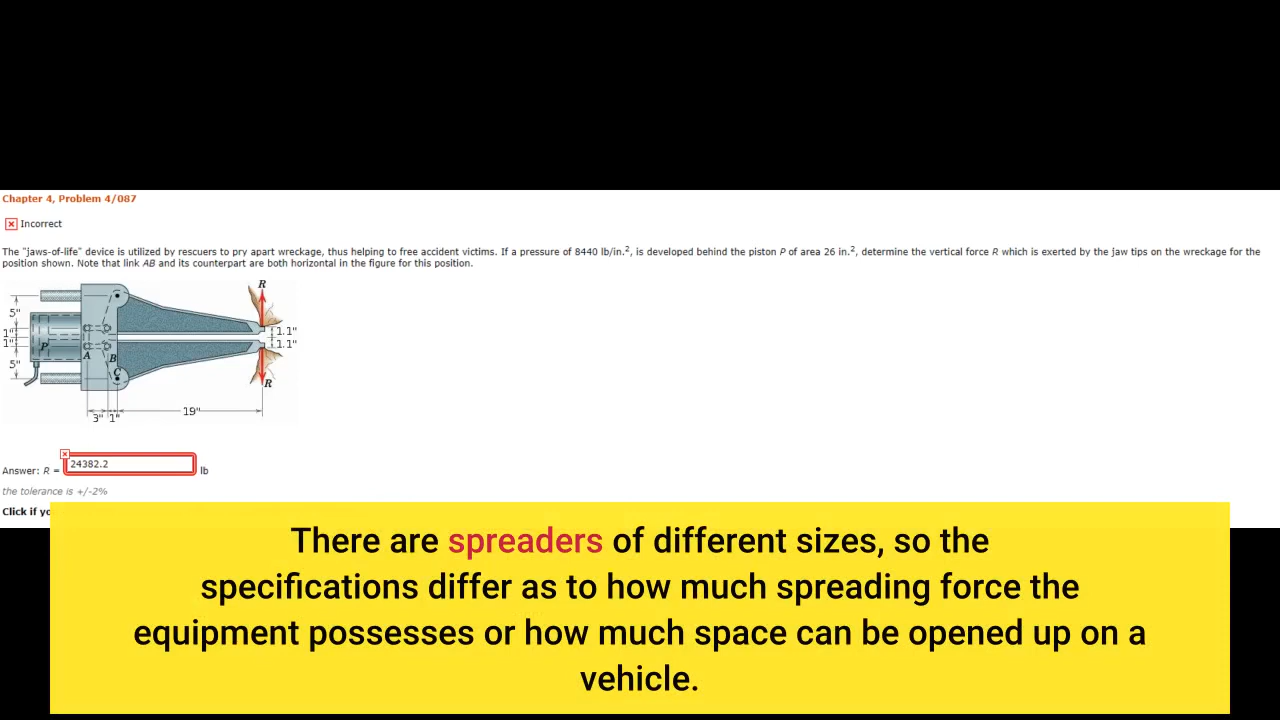 Chapter 4, Problem 4/087
Incorrect
The "jaws-of-life" device is utilized by rescuers to pry apart wreckage, thus helping to free accident victims. If a pressure of 8440 lb/in.², is developed behind the piston P of area 26 in.², determine the vertical force R which is exerted by the jaw tips on the wreckage for the
position shown. Note that link AB and its counterpart are both horizontal in the figure for this position.
R
5"
1"
1"
5"
P
A
B
C
1.1"
1.1"
R
3" 1"
19"
Answer: R = 24382.2 lb
the tolerance is +/-2%
Click if yo
There are spreaders of different sizes, so the
specifications differ as to how much spreading force the
equipment possesses or how much space can be opened up on a
vehicle.